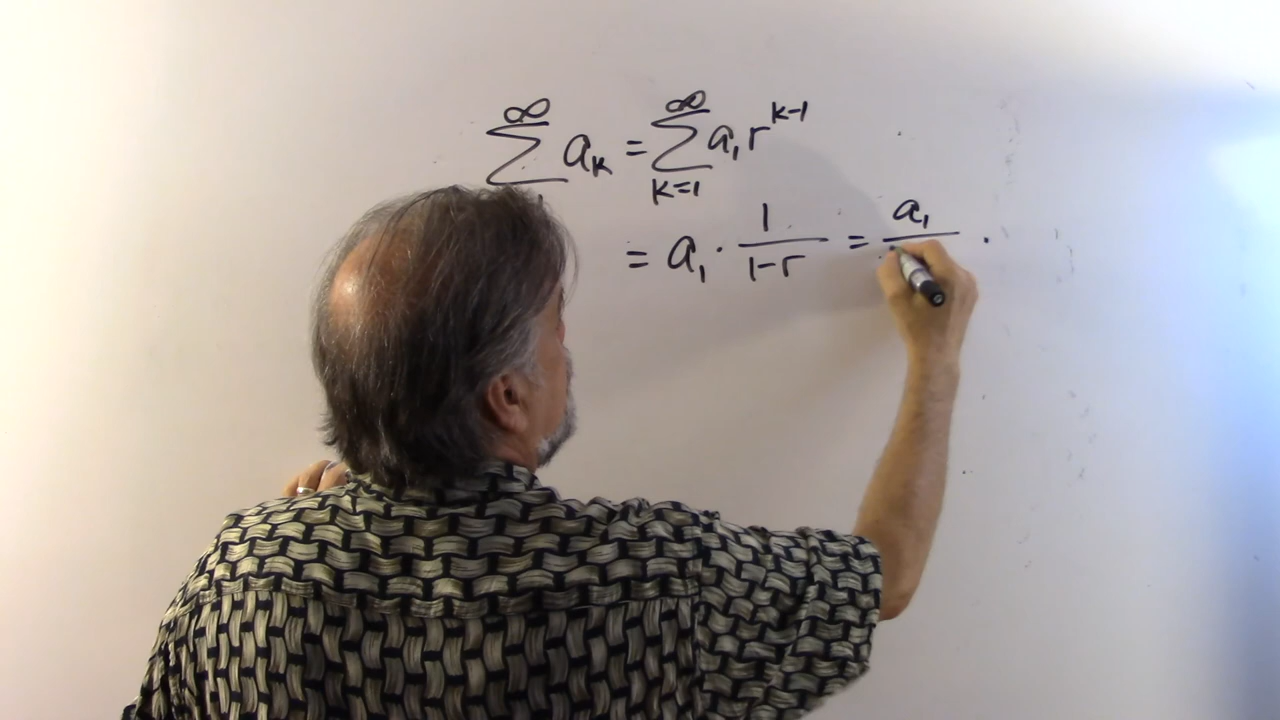 ∞ ∞
∑ aₖ = ∑ a₁ r^(k-1)
k=1
= a₁ · 1/(1-r) = a₁/